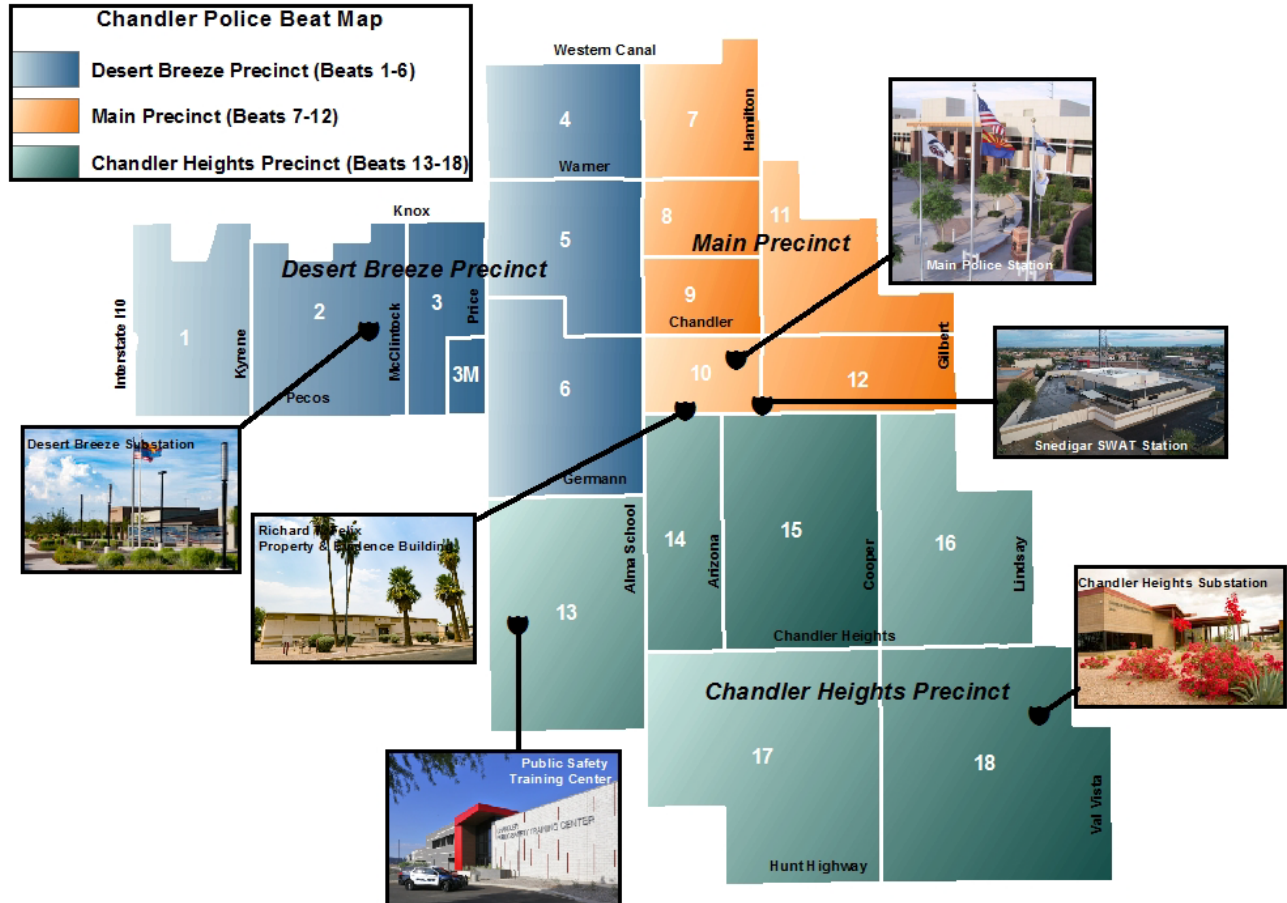 Chandler Police Beat Map
Desert Breeze Precinct (Beats 1-6)
Main Precinct (Beats 7-12)
Chandler Heights Precinct (Beats 13-18)
Western Canal
4
7
Hamilton
Warner
Knox
5
8
11
Main Precinct
Main Police Station
Desert Breeze Precinct
Interstate I10
1
Kyrene
2
McClintock
3
Price
3M
Pecos
9
Chandler
10
12
Gilbert
6
Germann
Snedigar SWAT Station
Desert Breeze Substation
Property & Evidence Building
13
Alma School
14
Arizona
15
Cooper
16
Lindsay
Chandler Heights
Chandler Heights Substation
Chandler Heights Precinct
17
18
Val Vista
Hunt Highway
Public Safety
Training Center